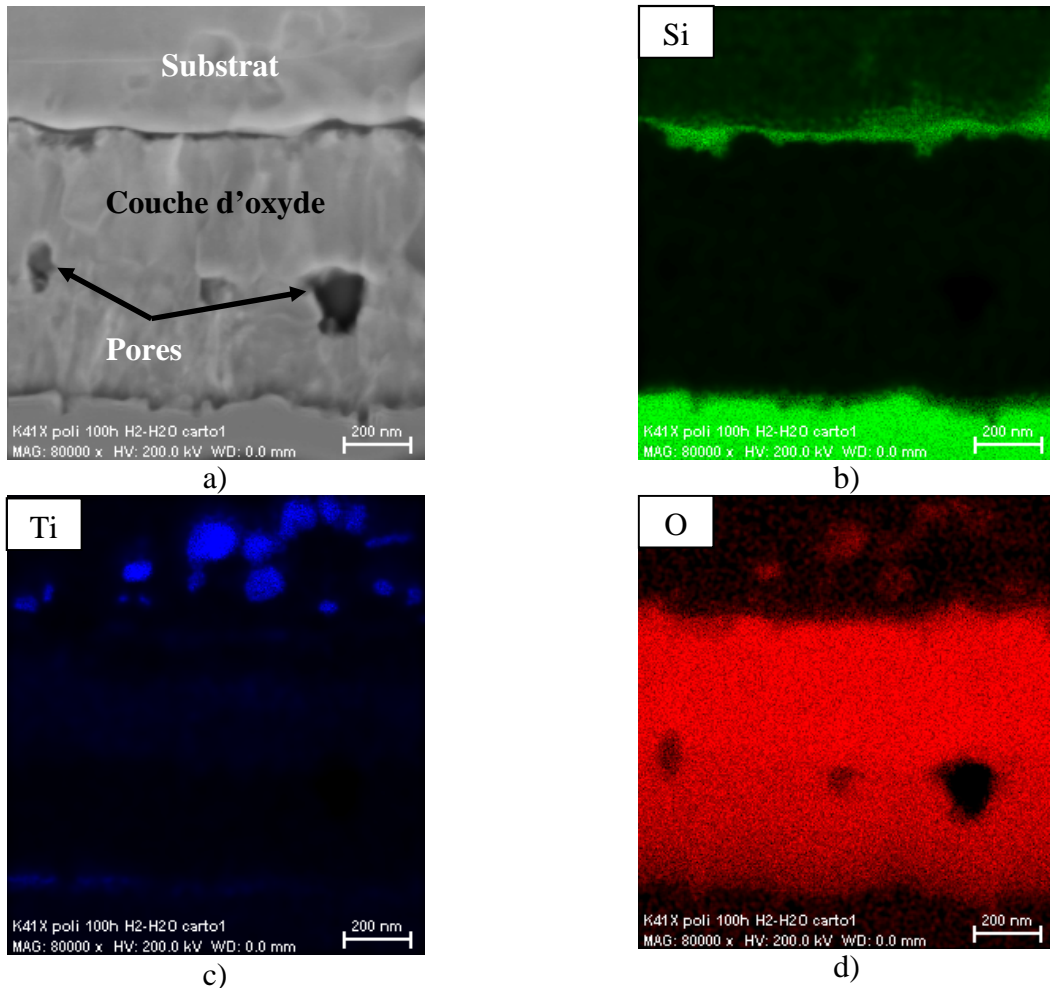 Substrat
Couche d'oxyde
Pores
K41X poli 100h H2-H2O carto1
MAG: 80000 x HV: 200.0 kV WD: 0.0 mm
200 nm
a)
Si
K41X poli 100h H2-H2O carto1
MAG: 80000 x HV: 200.0 kV WD: 0.0 mm
200 nm
b)
Ti
K41X poli 100h H2-H2O carto1
MAG: 80000 x HV: 200.0 kV WD: 0.0 mm
200 nm
c)
O
K41X poli 100h H2-H2O carto1
MAG: 80000 x HV: 200.0 kV WD: 0.0 mm
200 nm
d)